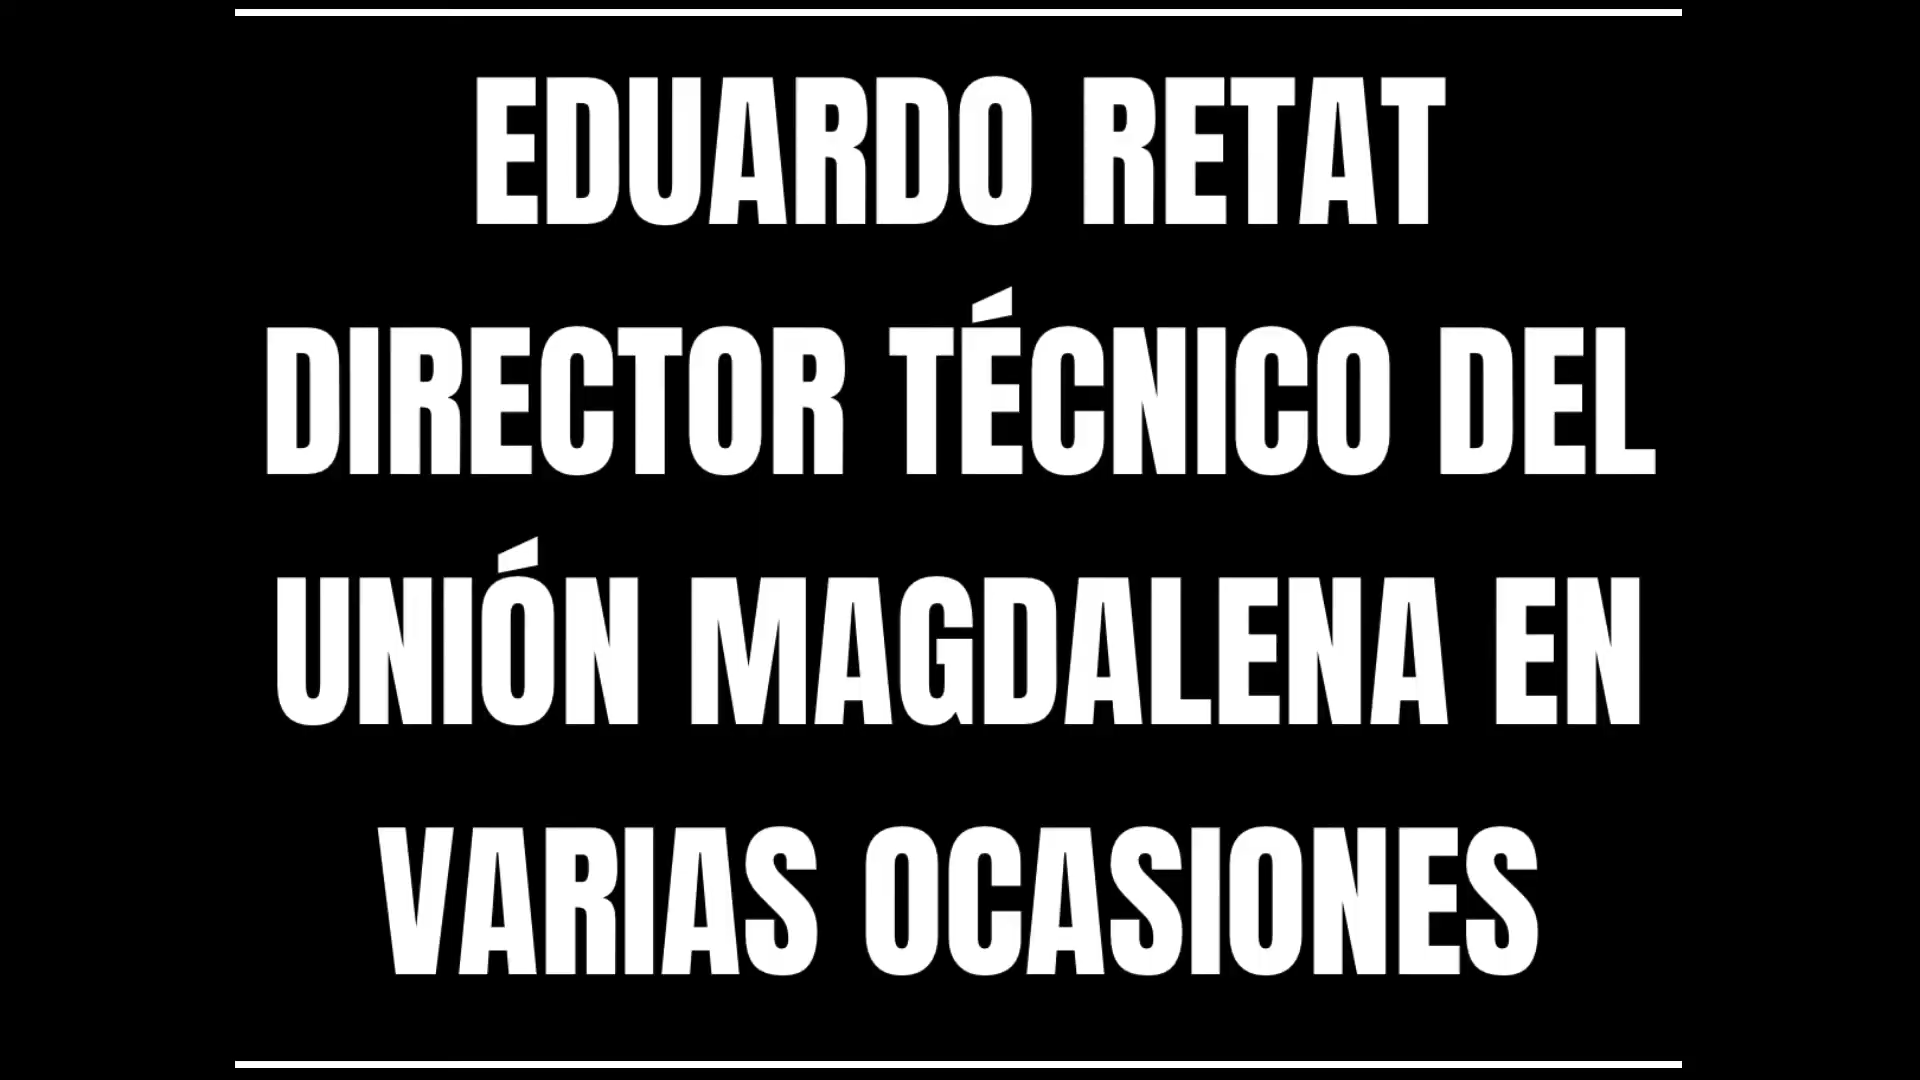 EDUARDO RETAT
DIRECTOR TÉCNICO DEL
UNIÓN MAGDALENA EN
VARIAS OCASIONES